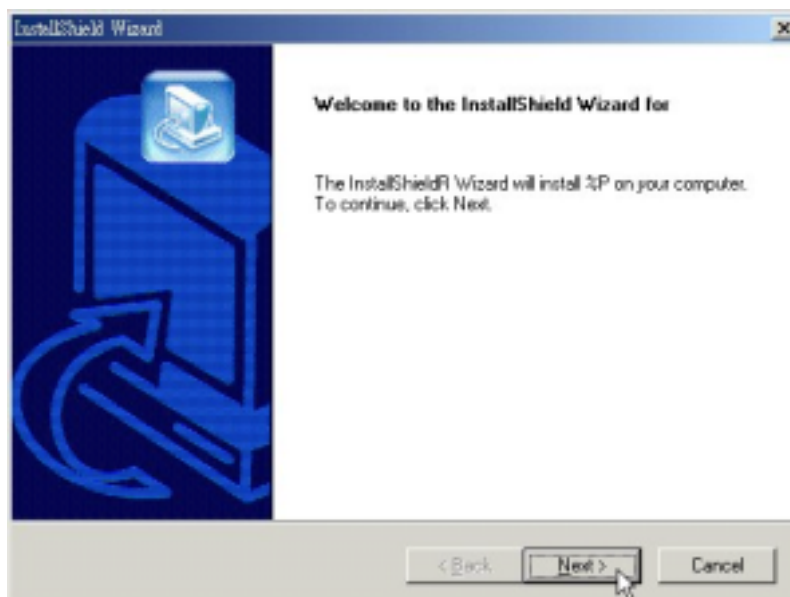 InstallShield Wizard
Welcome to the InstallShield Wizard for
The InstallShieldR Wizard will install %P on your computer.
To continue, click Next.
< Back
Next >
Cancel